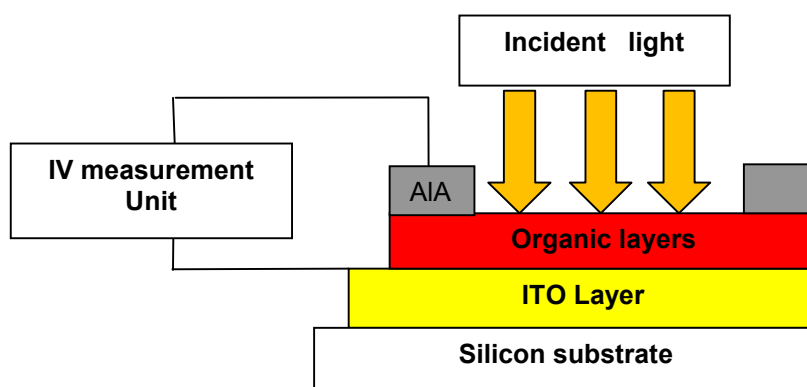 Incident light
IV measurement
Unit
AlA
Organic layers
ITO Layer
Silicon substrate